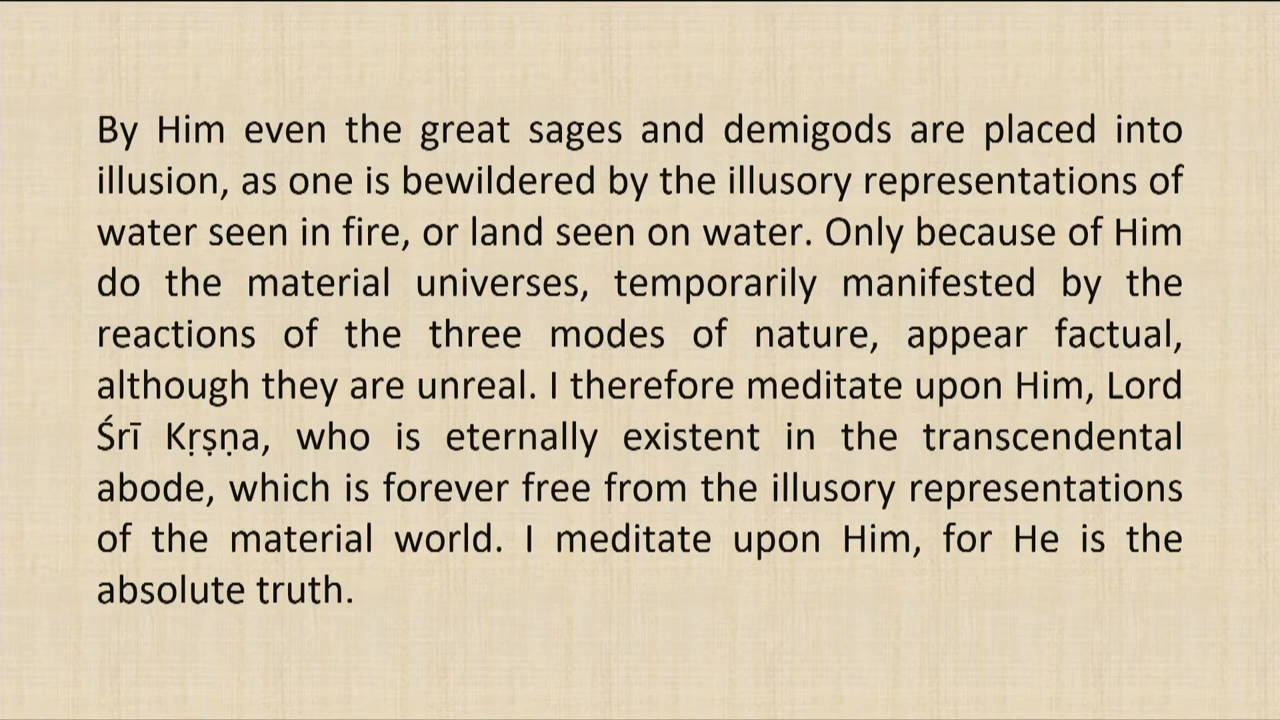 By Him even the great sages and demigods are placed into
illusion, as one is bewildered by the illusory representations of
water seen in fire, or land seen on water. Only because of Him
do the material universes, temporarily manifested by the
reactions of the three modes of nature, appear factual,
although they are unreal. I therefore meditate upon Him, Lord
Śrī Kṛṣṇa, who is eternally existent in the transcendental
abode, which is forever free from the illusory representations
of the material world. I meditate upon Him, for He is the
absolute truth.